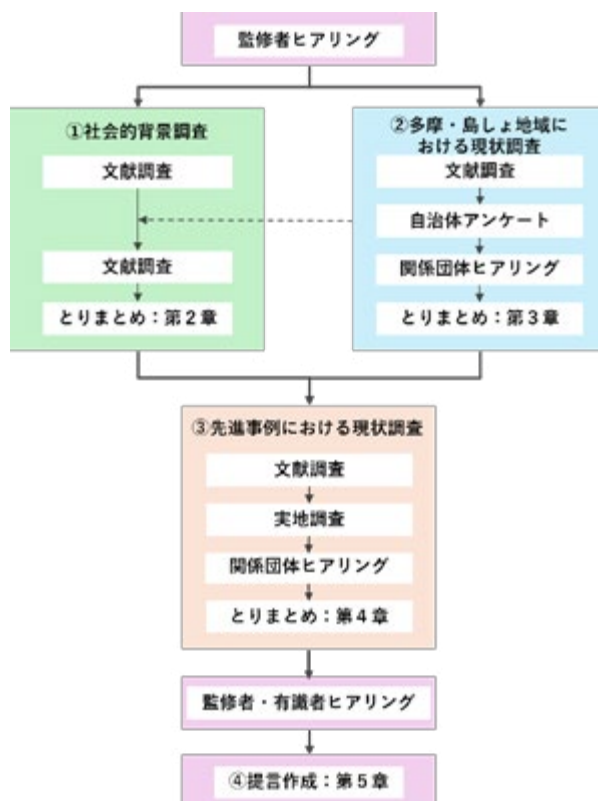 監修者ヒアリング
①社会的背景調査
文献調査
文献調査
とりまとめ：第２章
②多摩・島しょ地域に
おける現状調査
文献調査
自治体アンケート
関係団体ヒアリング
とりまとめ：第３章
③先進事例における現状調査
文献調査
実地調査
関係団体ヒアリング
とりまとめ：第４章
監修者・有識者ヒアリング
④提言作成：第５章